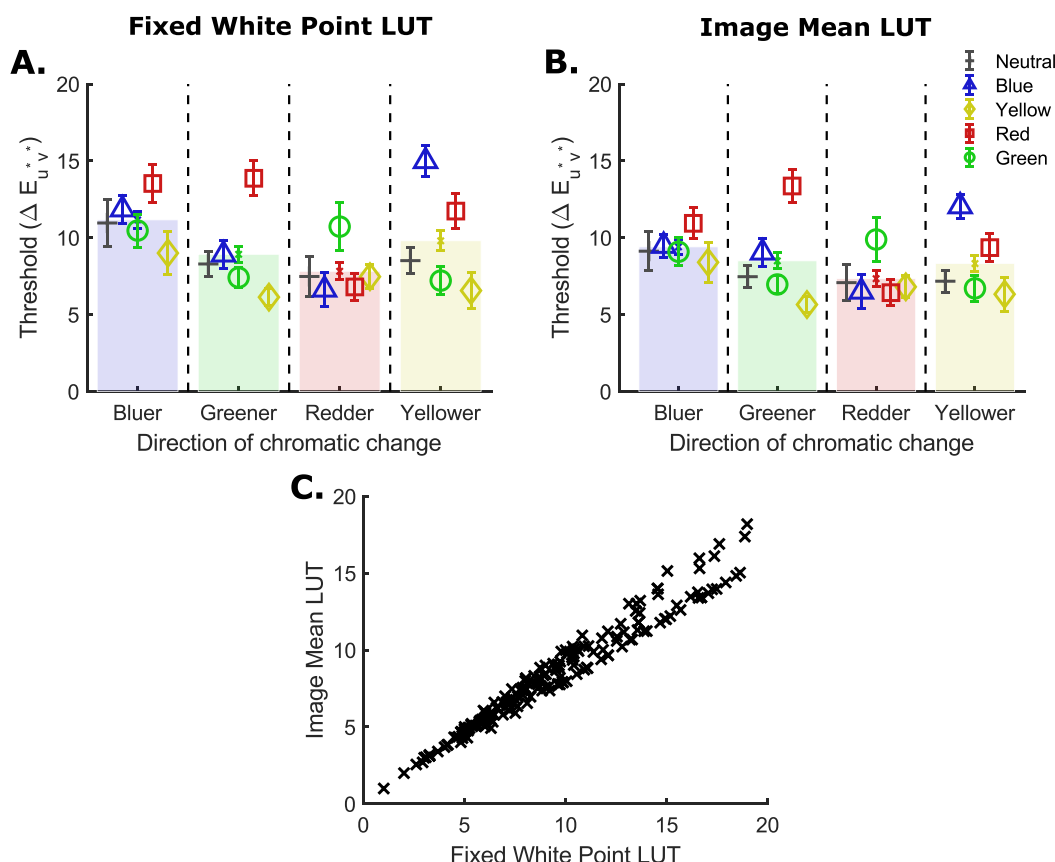 Fixed White Point LUT
Image Mean LUT
A.
B.
Neutral
Blue
Yellow
Red
Green
20
15
10
5
0
Threshold (Δ E*u*v*)
Bluer Greener Redder Yellower
Direction of chromatic change
20
15
10
5
0
Threshold (Δ E*u*v*)
Bluer Greener Redder Yellower
Direction of chromatic change
C.
20
15
10
5
0
Image Mean LUT
0 5 10 15 20
Fixed White Point LUT